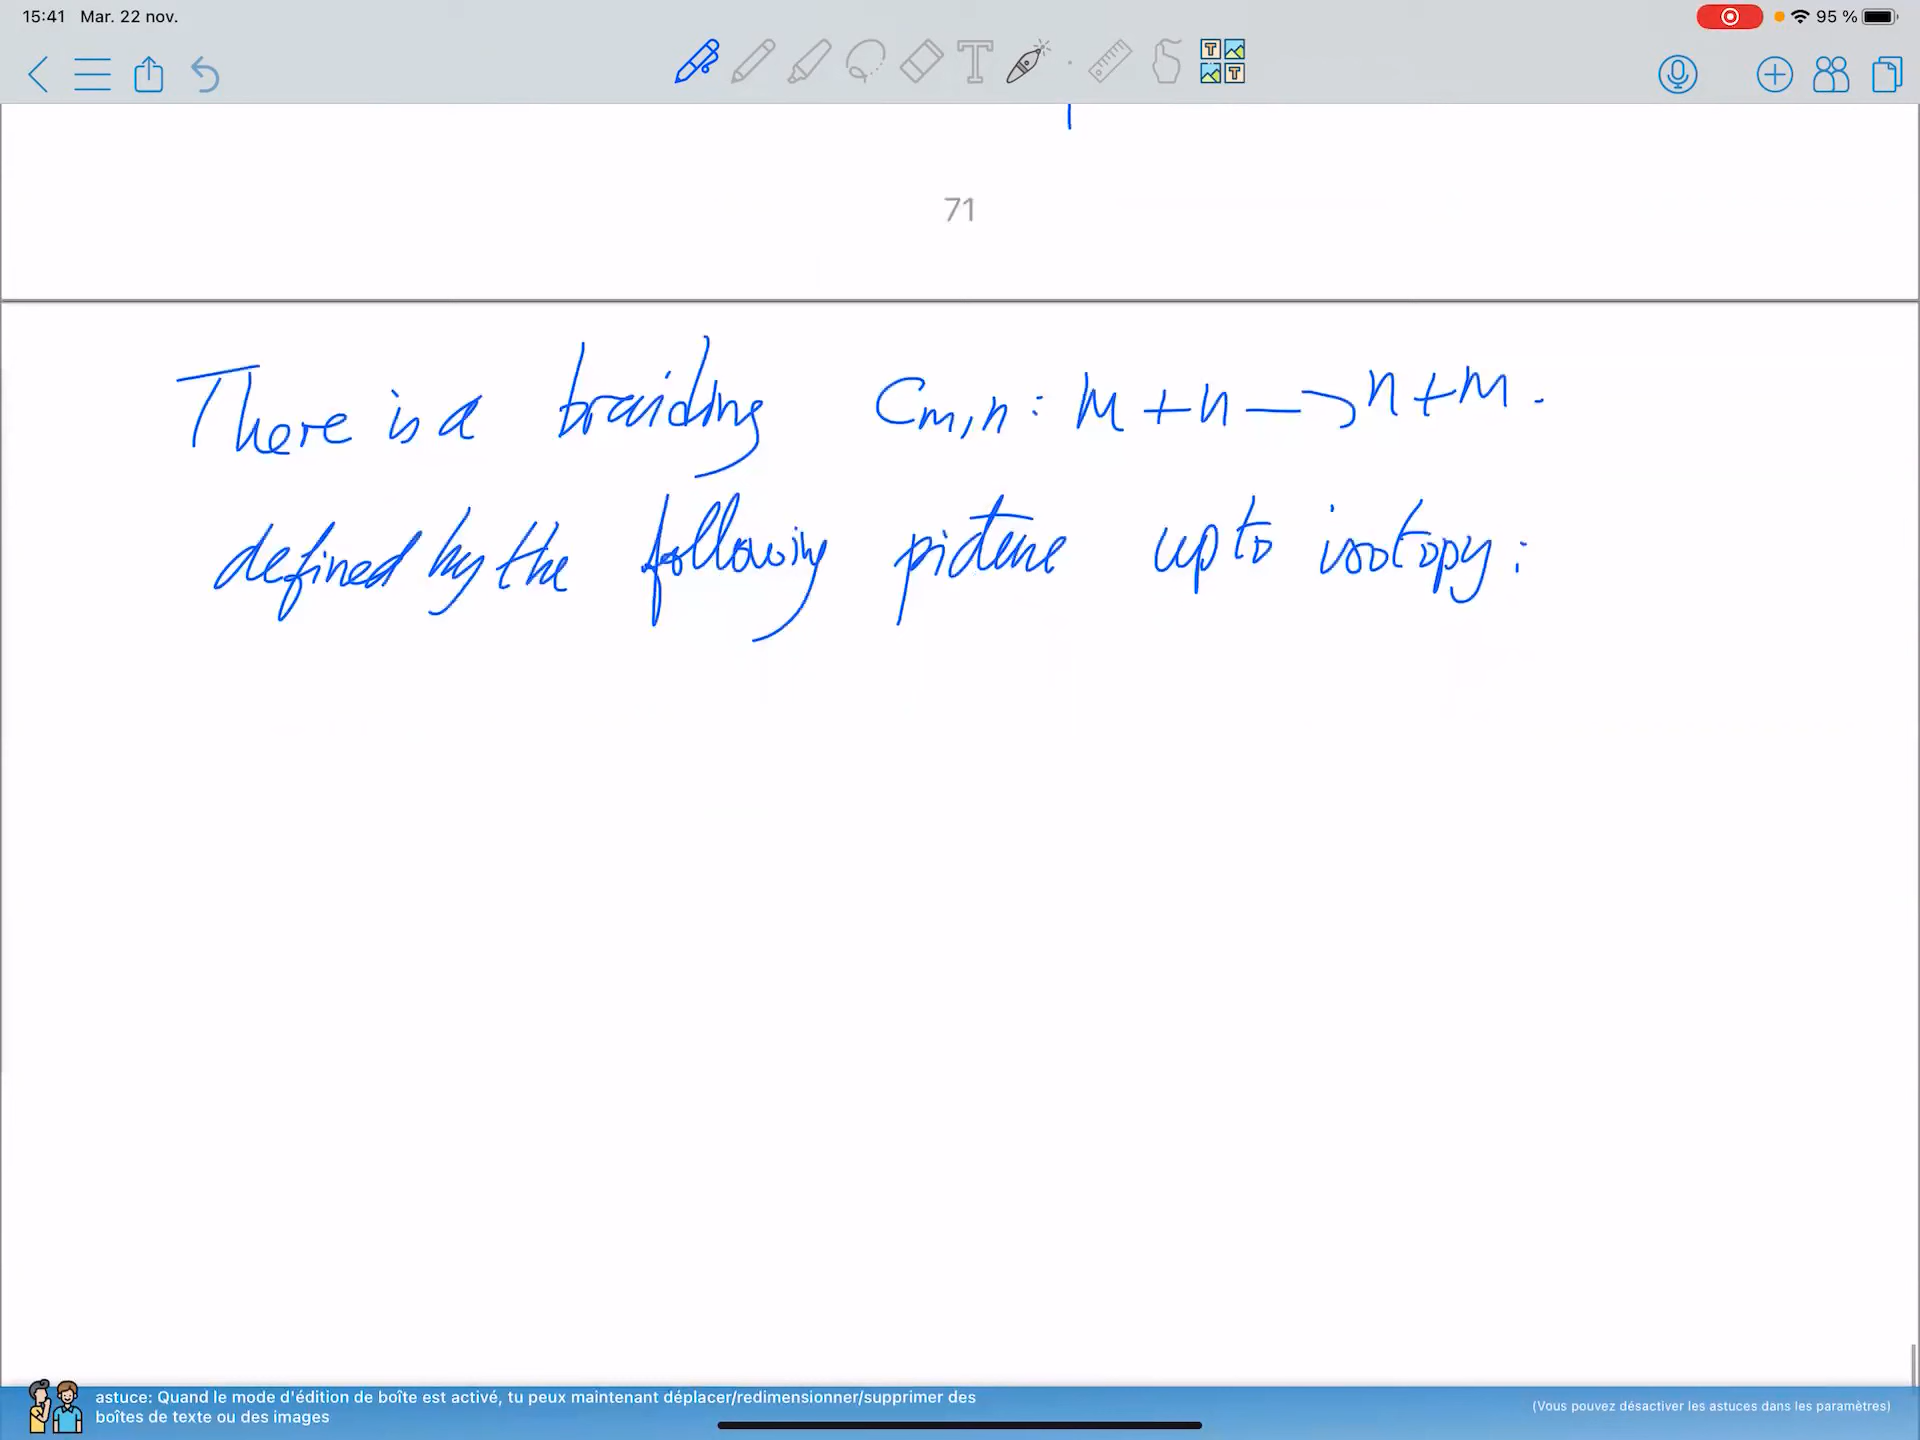 15:41 Mar. 22 nov.
95 %
71
There is a braiding Cm,n: m+n → n+m.
defined by the following picture up to isotopy:
astuce: Quand le mode d'édition de boîte est activé, tu peux maintenant déplacer/redimensionner/supprimer des
boîtes de texte ou des images
(Vous pouvez désactiver les astuces dans les paramètres)